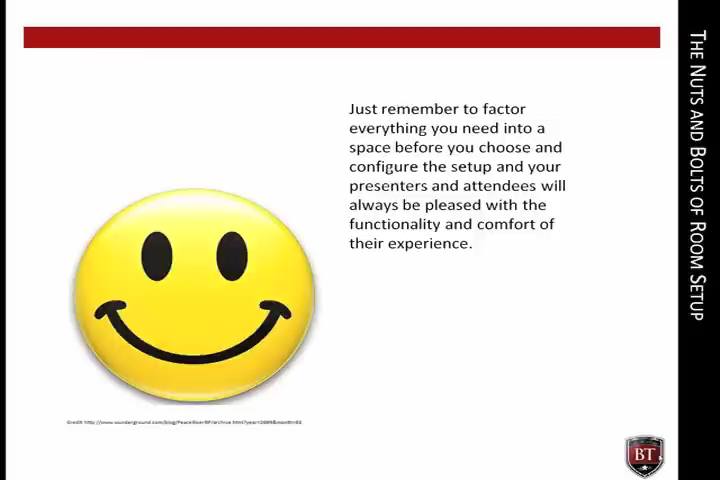 Just remember to factor
everything you need into a
space before you choose and
configure the setup and your
presenters and attendees will
always be pleased with the
functionality and comfort of
their experience.
THE NUTS AND BOLTS OF ROOM SETUP
BT